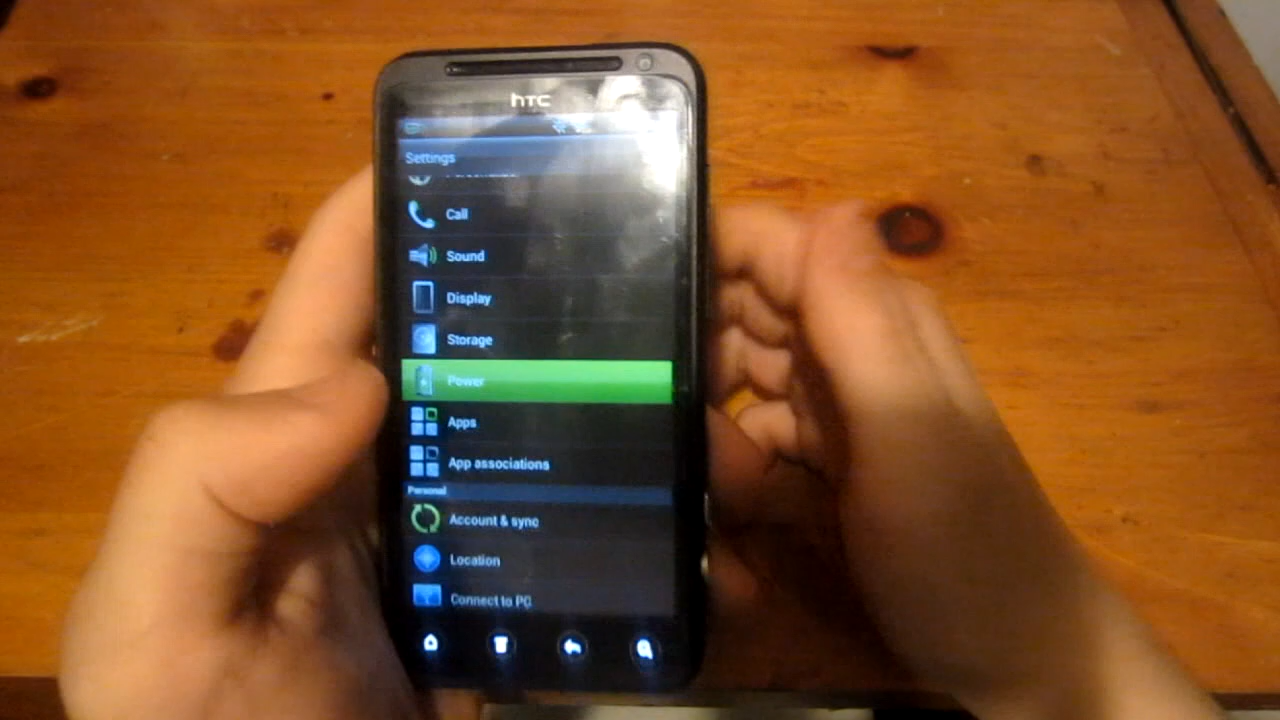 hTC
Settings
Call
Sound
Display
Storage
Power
Apps
App associations
Personal
Account & sync
Location
Connect to PC